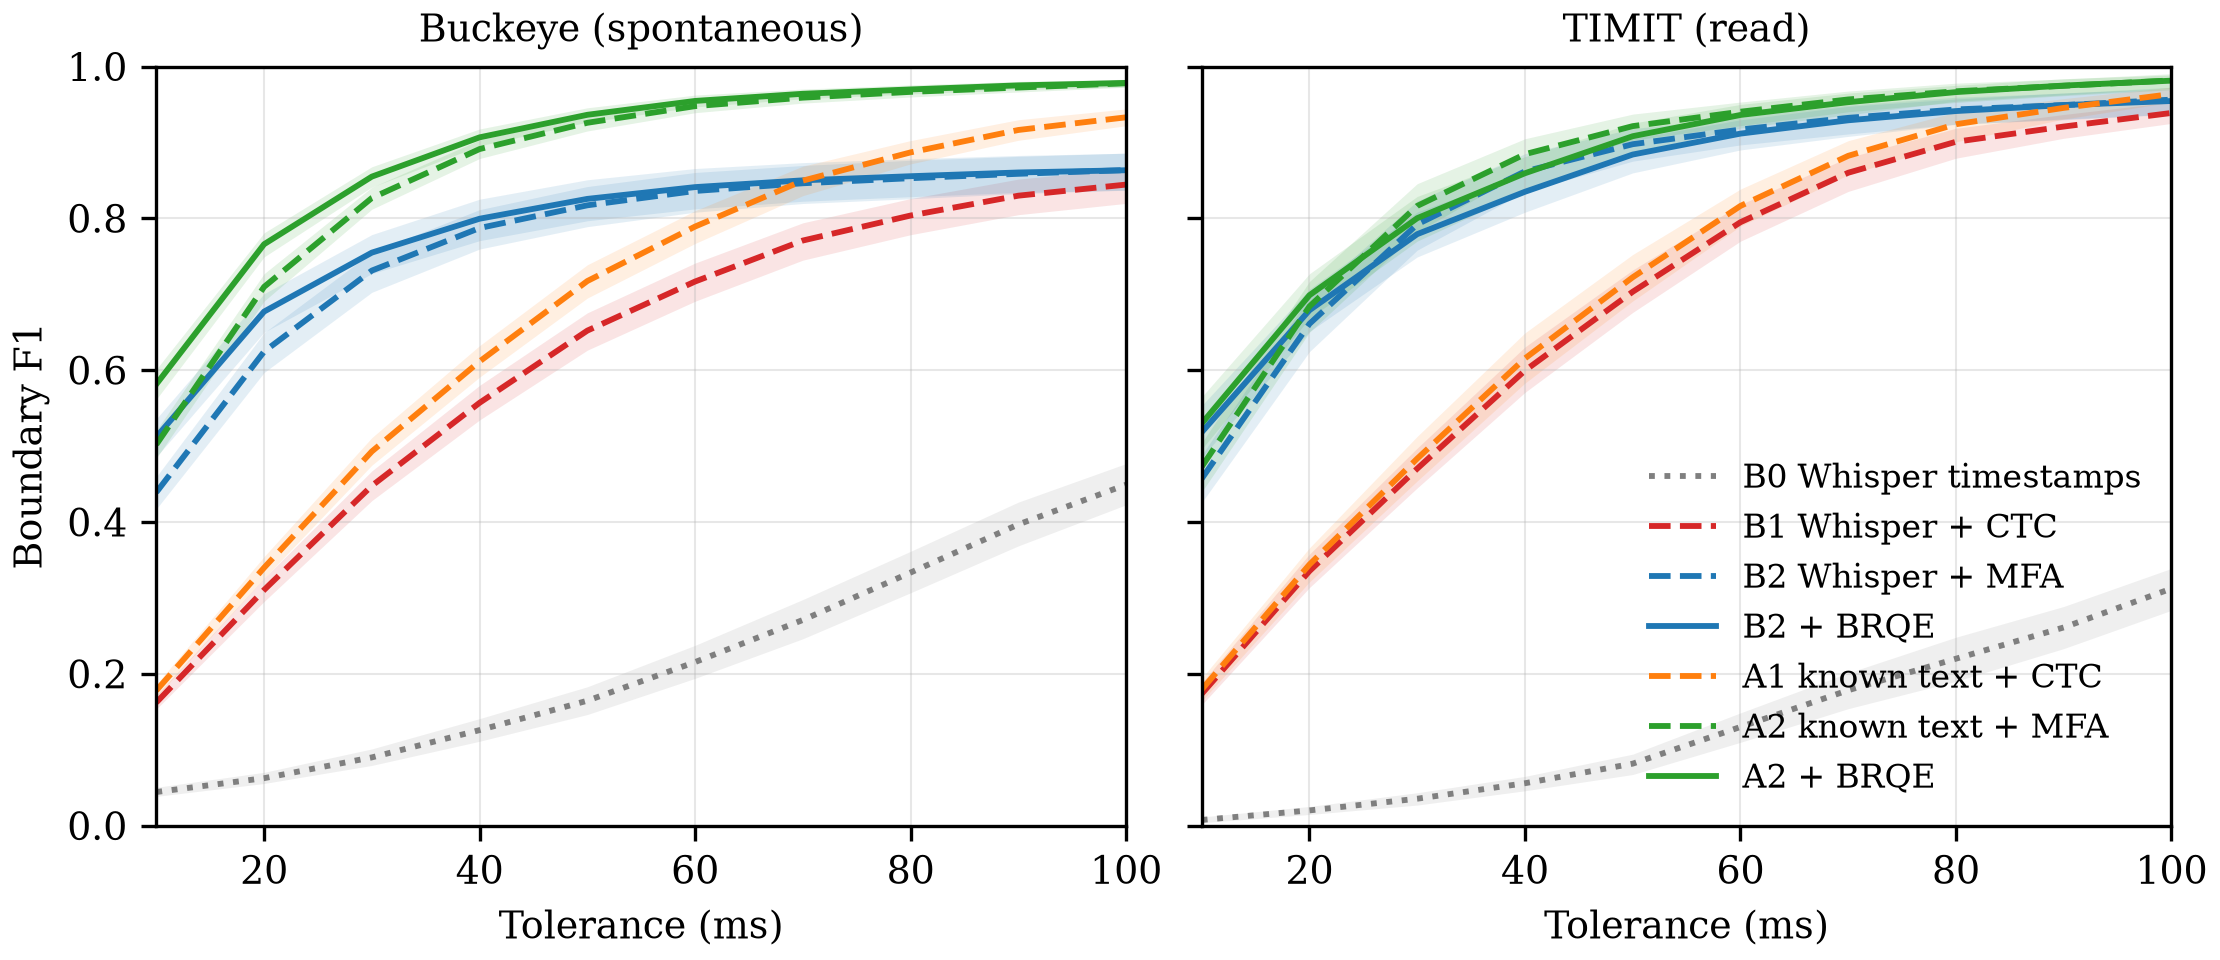 Buckeye (spontaneous)
TIMIT (read)
Boundary F1
1.0
0.8
0.6
0.4
0.2
0.0
20 40 60 80 100
20 40 60 80 100
Tolerance (ms)
Tolerance (ms)
B0 Whisper timestamps
B1 Whisper + CTC
B2 Whisper + MFA
B2 + BRQE
A1 known text + CTC
A2 known text + MFA
A2 + BRQE